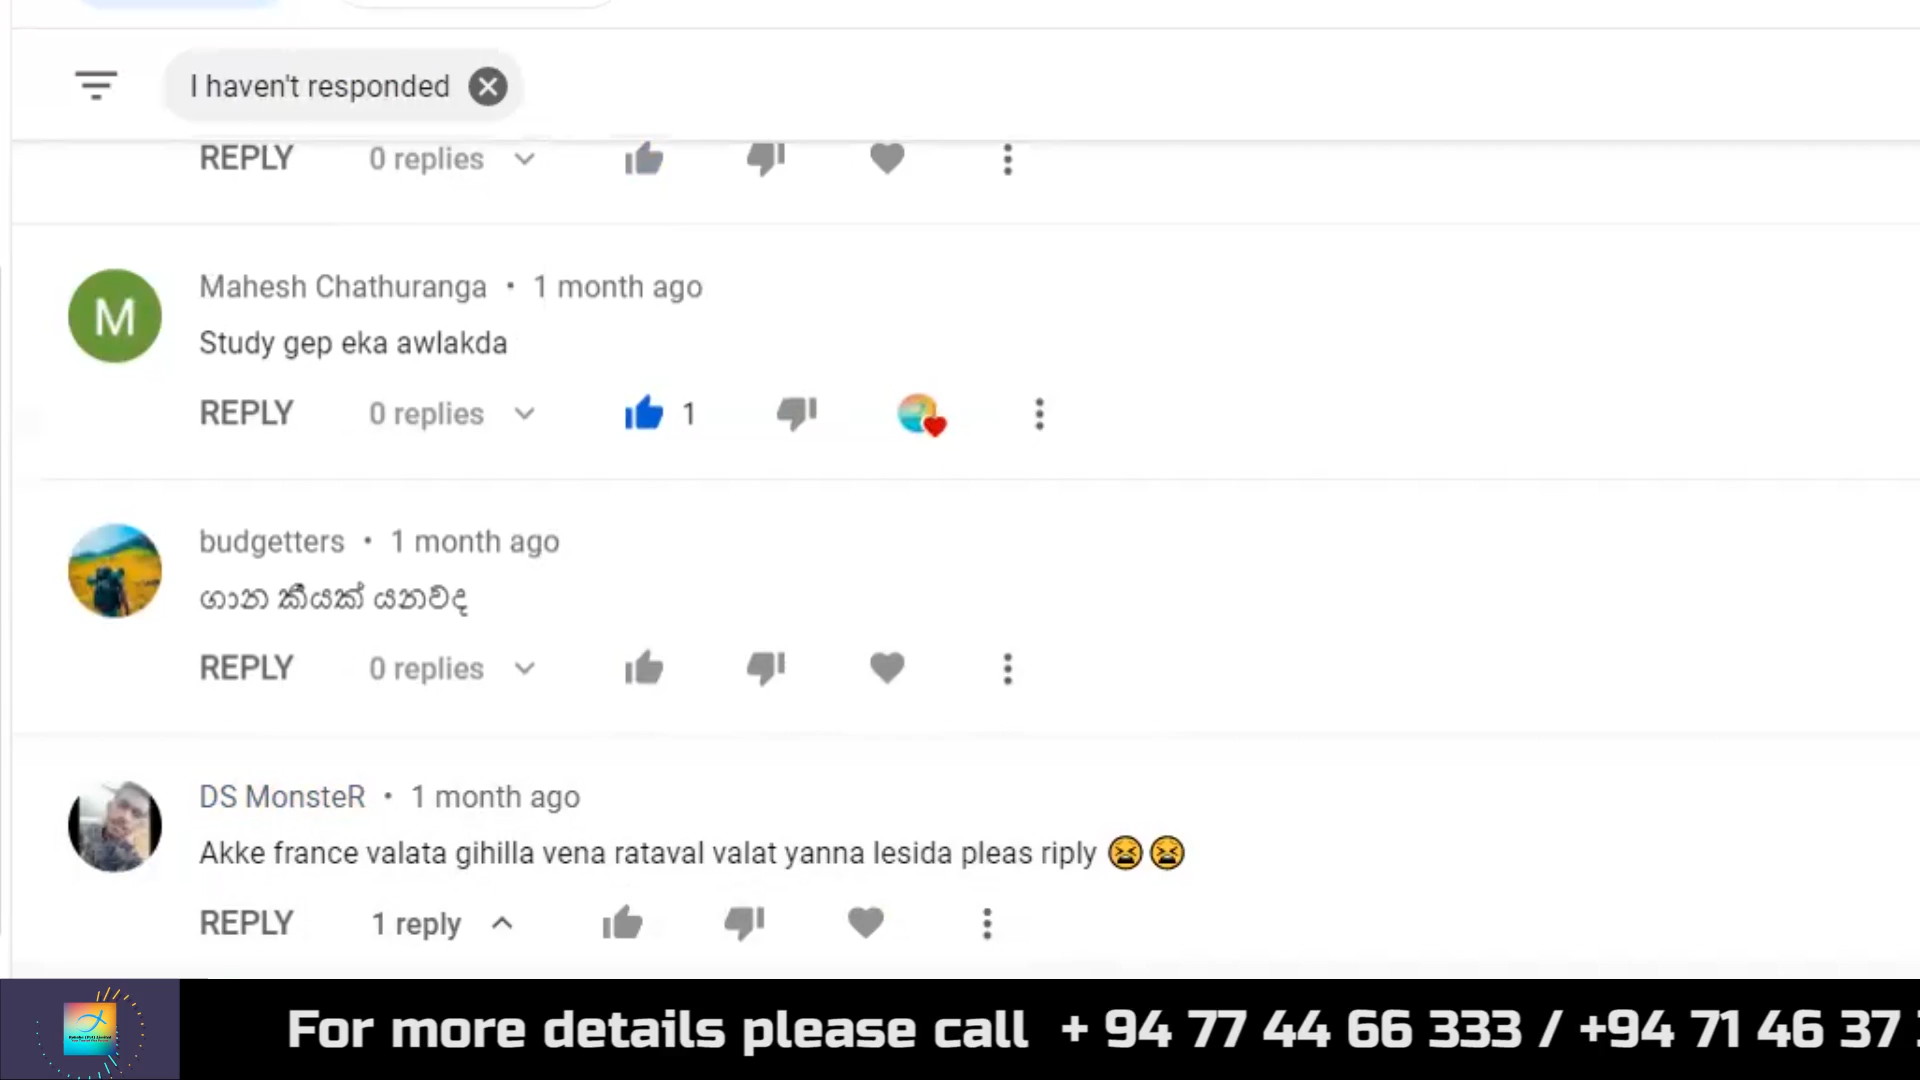 I haven't responded
REPLY 0 replies
Mahesh Chathuranga • 1 month ago
Study gep eka awlakda
REPLY 0 replies 1
budgetters • 1 month ago
ගාන කීයක් යනව්ද
REPLY 0 replies
DS MonsteR • 1 month ago
Akke france valata gihilla vena rataval valat yanna lesida pleas riply 😫😫
REPLY 1 reply
For more details please call + 94 77 44 66 333 / +94 71 46 37